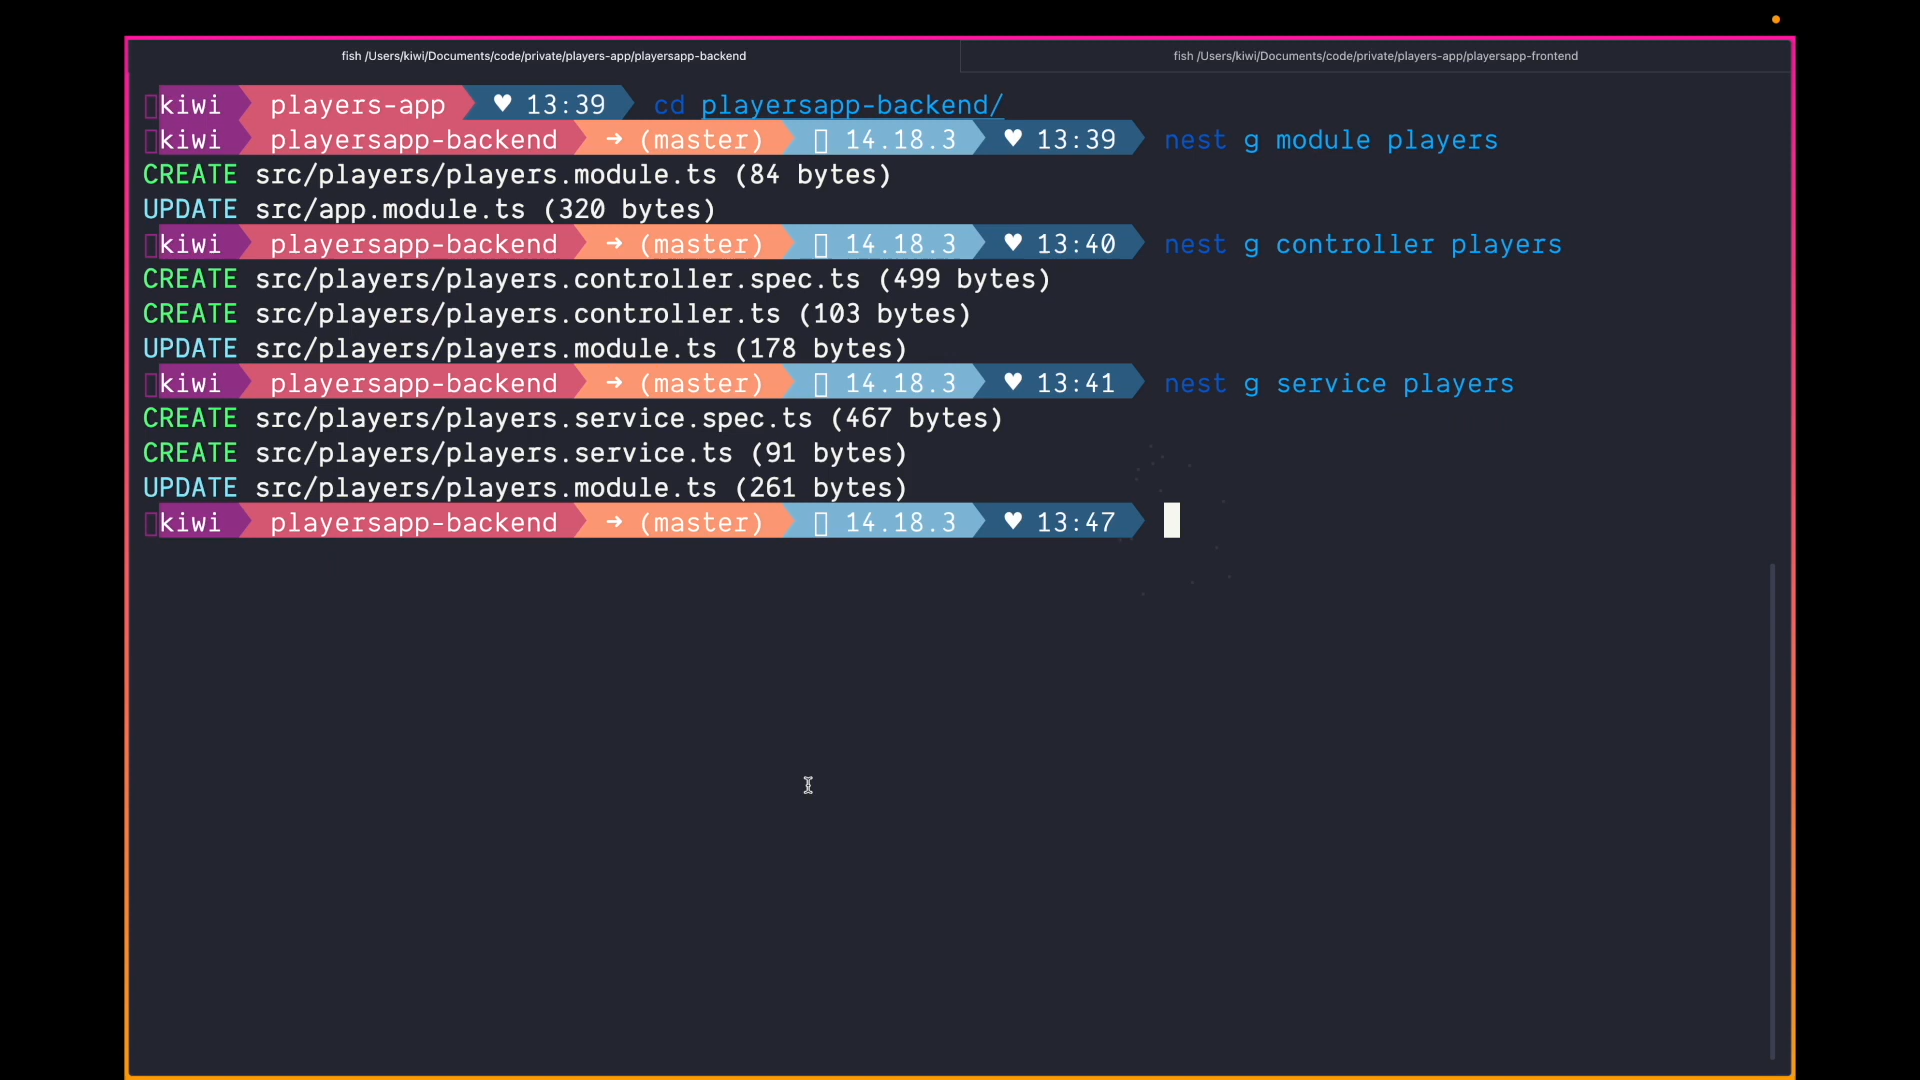 fish /Users/kiwi/Documents/code/private/players-app/playersapp-backend
fish /Users/kiwi/Documents/code/private/players-app/playersapp-frontend
kiwi players-app ♥ 13:39 cd playersapp-backend/
kiwi playersapp-backend → (master) 14.18.3 ♥ 13:39 nest g module players
CREATE src/players/players.module.ts (84 bytes)
UPDATE src/app.module.ts (320 bytes)
kiwi playersapp-backend → (master) 14.18.3 ♥ 13:40 nest g controller players
CREATE src/players/players.controller.spec.ts (499 bytes)
CREATE src/players/players.controller.ts (103 bytes)
UPDATE src/players/players.module.ts (178 bytes)
kiwi playersapp-backend → (master) 14.18.3 ♥ 13:41 nest g service players
CREATE src/players/players.service.spec.ts (467 bytes)
CREATE src/players/players.service.ts (91 bytes)
UPDATE src/players/players.module.ts (261 bytes)
kiwi playersapp-backend → (master) 14.18.3 ♥ 13:47